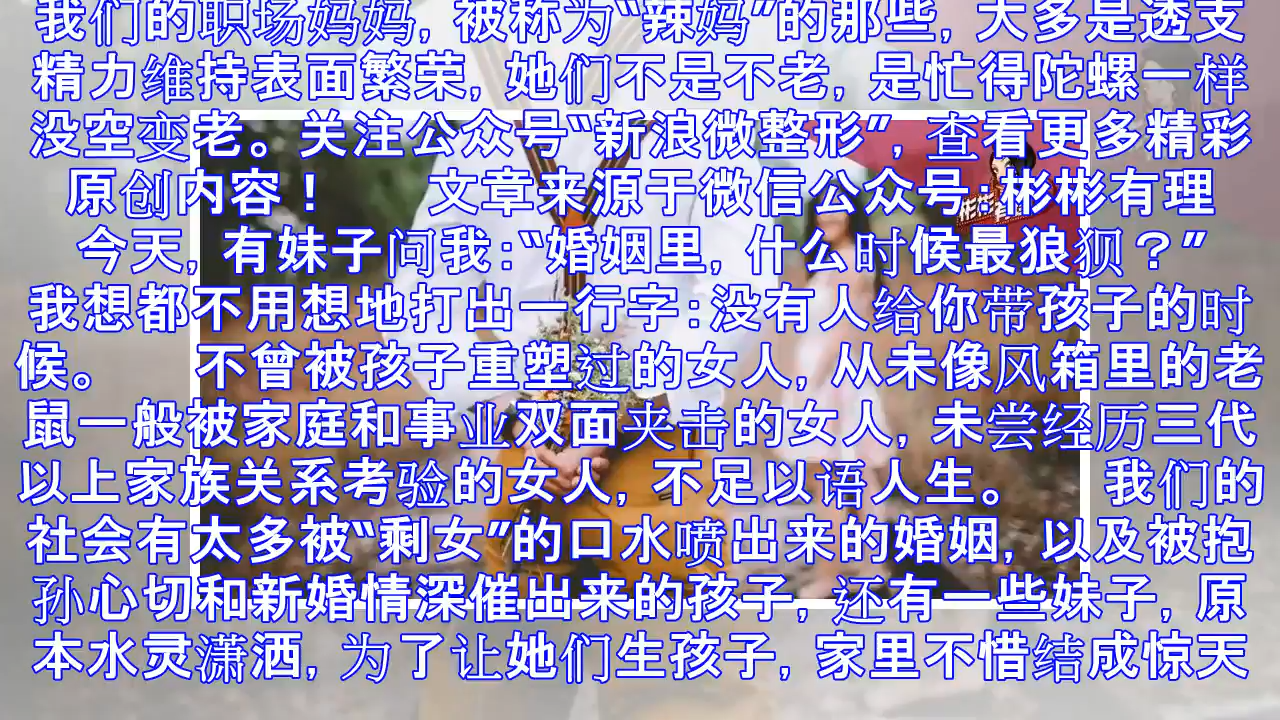 我们的职场妈妈，被称为“辣妈”的那些，大多是透支
精力维持表面繁荣，她们不是不老，是忙得陀螺一样
没空变老。关注公众号“新浪微整形”，查看更多精彩
原创内容！ 文章来源于微信公众号：彬彬有理
今天，有妹子问我：“婚姻里，什么时候最狼狈？”
我想都不用想地打出一行字：没有人给你带孩子的时
候。 不曾被孩子重塑过的女人，从未像风箱里的老
鼠一般被家庭和事业双面夹击的女人，未尝经历三代
以上家族关系考验的女人，不足以语人生。 我们的
社会有太多被“剩女”的口水喷出来的婚姻，以及被抱
孙心切和新婚情深催出来的孩子，还有一些妹子，原
本水灵潇洒，为了让她们生孩子，家里不惜结成惊天